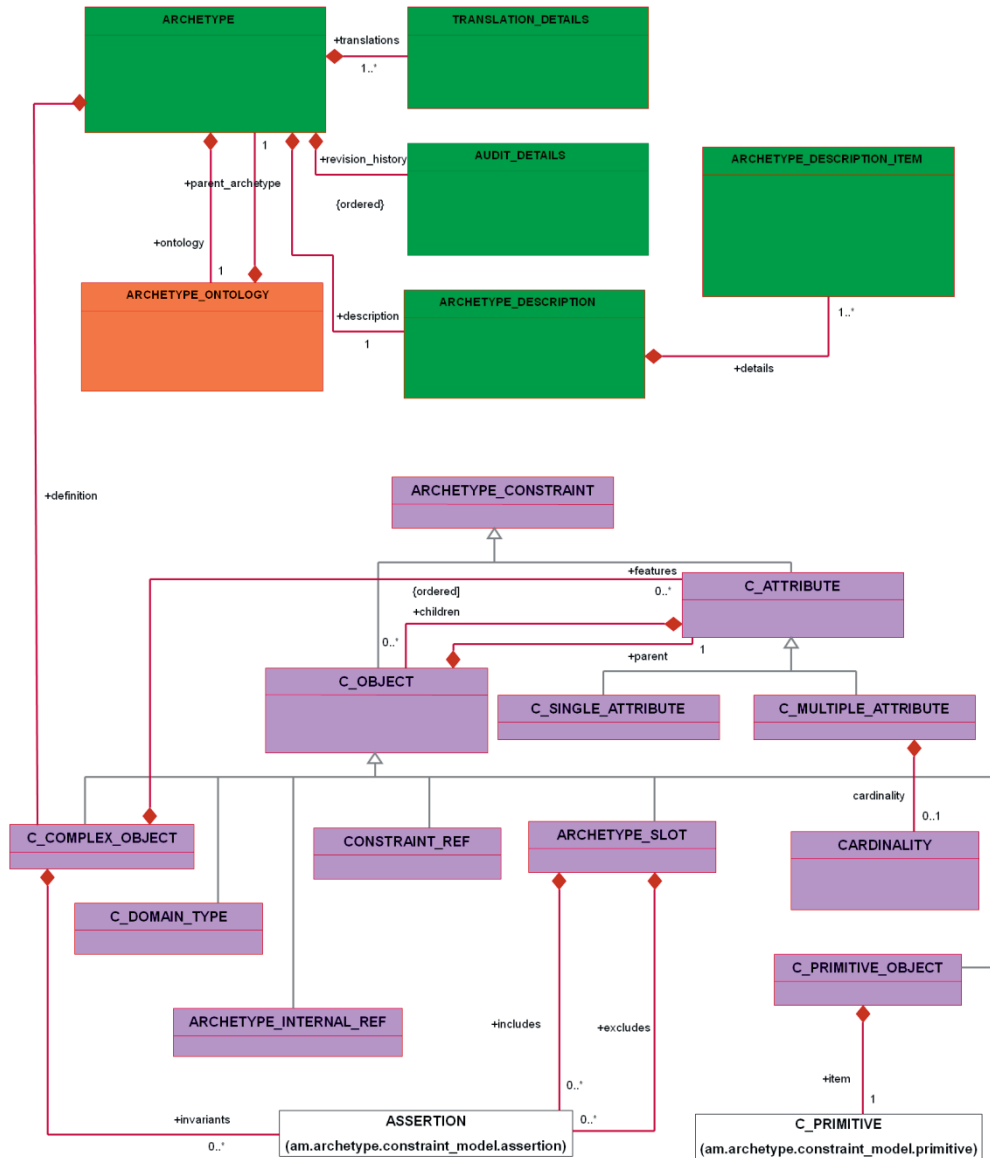 ARCHETYPE
TRANSLATION_DETAILS
+translations
1..*
+revision_history
AUDIT_DETAILS
{ordered}
ARCHETYPE_DESCRIPTION_ITEM
1
+parent_archetype
+ontology
1
ARCHETYPE_ONTOLOGY
+description
1
ARCHETYPE_DESCRIPTION
1..*
+details
+definition
ARCHETYPE_CONSTRAINT
+features
{ordered]
0..*
C_ATTRIBUTE
+children
0..*
+parent
1
C_OBJECT
C_SINGLE_ATTRIBUTE
C_MULTIPLE_ATTRIBUTE
cardinality
0..1
C_COMPLEX_OBJECT
CONSTRAINT_REF
ARCHETYPE_SLOT
CARDINALITY
C_DOMAIN_TYPE
C_PRIMITIVE_OBJECT
ARCHETYPE_INTERNAL_REF
+includes
+excludes
+item
0..*
1
+invariants
0..*
0..*
ASSERTION
(am.archetype.constraint_model.assertion)
C_PRIMITIVE
(am.archetype.constraint_model.primitive)